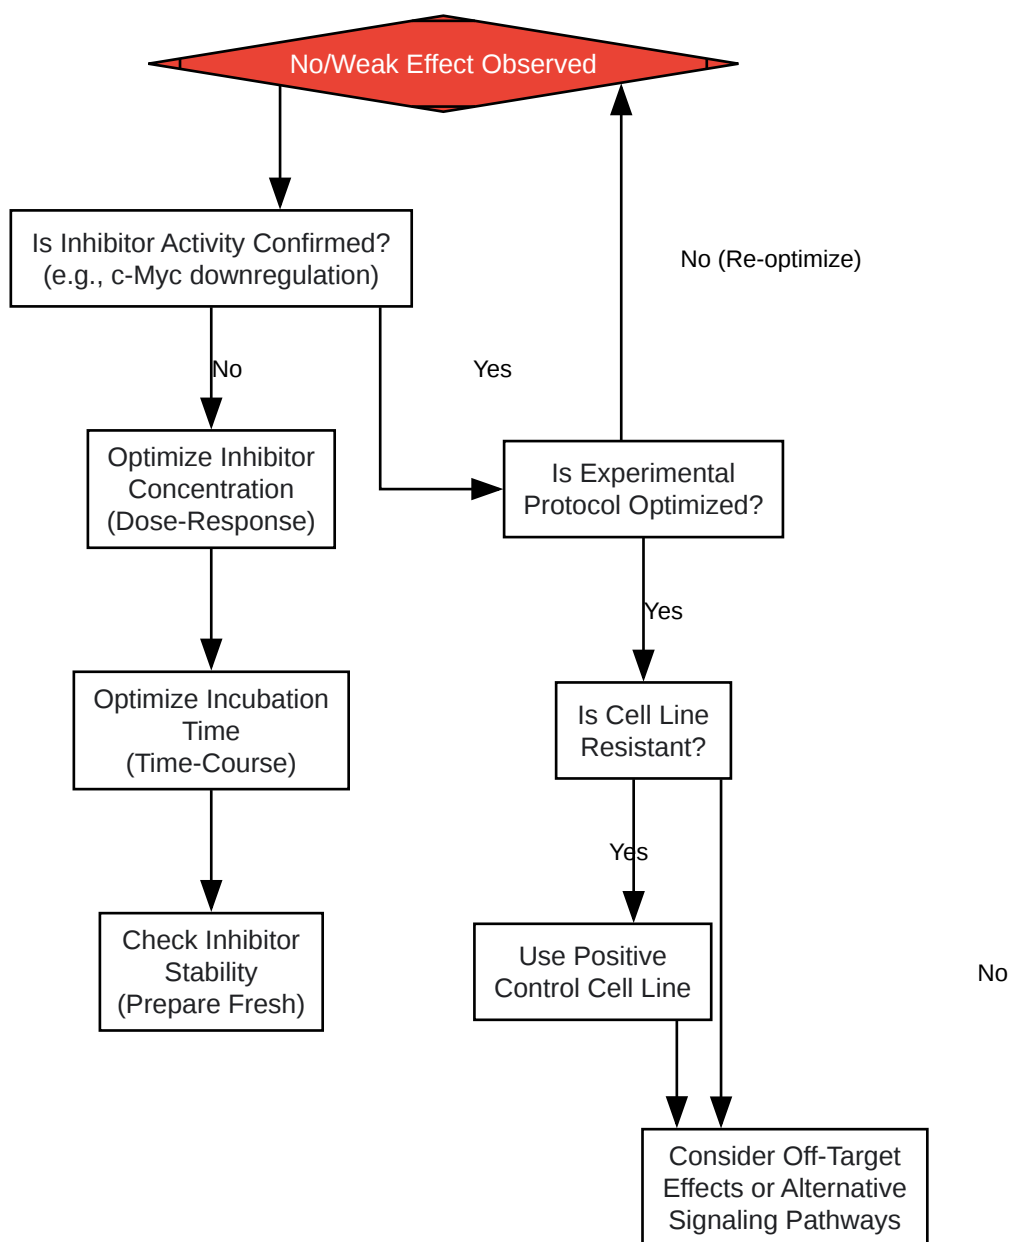 No/Weak Effect Observed
Is Inhibitor Activity Confirmed?
(e.g., c-Myc downregulation)
No (Re-optimize)
No
Yes
Optimize Inhibitor
Concentration
(Dose-Response)
Is Experimental
Protocol Optimized?
Yes
Optimize Incubation
Time
(Time-Course)
Is Cell Line
Resistant?
Yes
Check Inhibitor
Stability
(Prepare Fresh)
Use Positive
Control Cell Line
No
Consider Off-Target
Effects or Alternative
Signaling Pathways